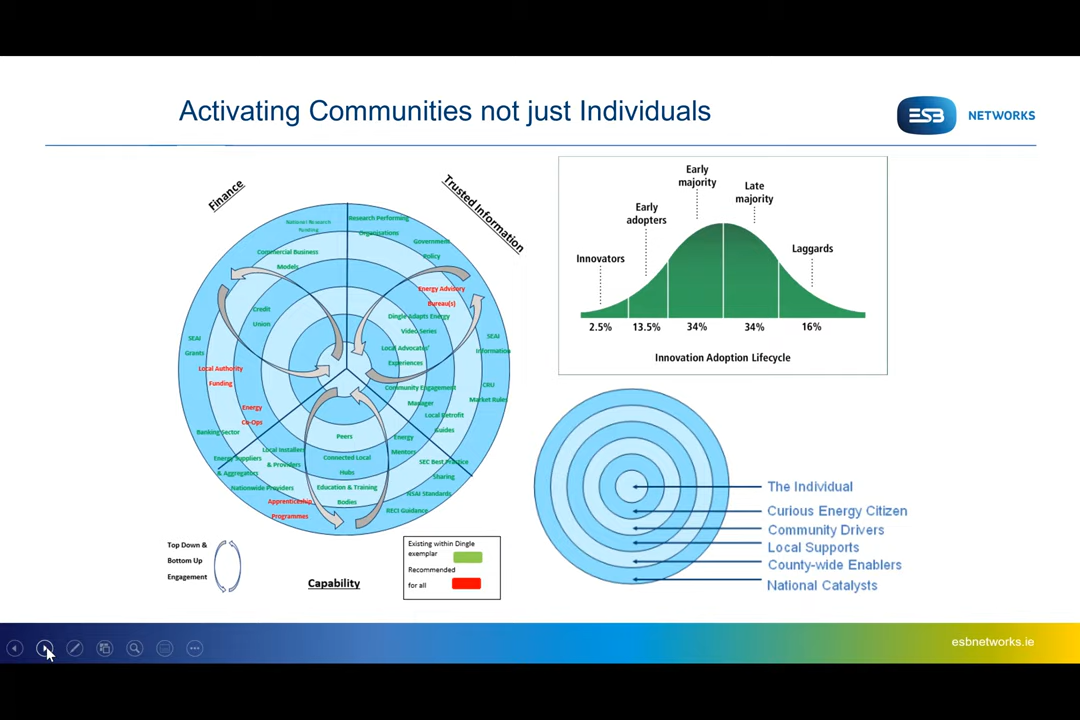 Activating Communities not just Individuals
ESB NETWORKS
Finance
Trusted Information
National Research
Funding
Research Performing
Organisations
Government
Policy
Commercial Business
Models
Energy Advisory
Bureau(s)
Credit
Union
Dingle Adapts Energy
Video Series
SEAI
Grants
SEAI
Information
Local Advocate/
Experiences
Local Authority
Funding
Community Engagement
Manager
CRU
Market Rules
Energy
Co-Ops
Local Retrofit
Guides
Banking Sector
Peers
Energy
Mentors
Local Installers
& Providers
Energy Suppliers
& Aggregators
Connected Local
Hubs
SEC Best Practice
Sharing
Nationwide Providers
Education & Training
Bodies
NSAI Standards
Apprenticeship
Programmes
RECI Guidance
Top Down &
Bottom Up
Engagement
Capability
Existing within Dingle
exemplar
Recommended
for all
Early
majority
Late
majority
Early
adopters
Innovators
Laggards
2.5%
13.5%
34%
34%
16%
Innovation Adoption Lifecycle
The Individual
Curious Energy Citizen
Community Drivers
Local Supports
County-wide Enablers
National Catalysts
esbnetworks.ie